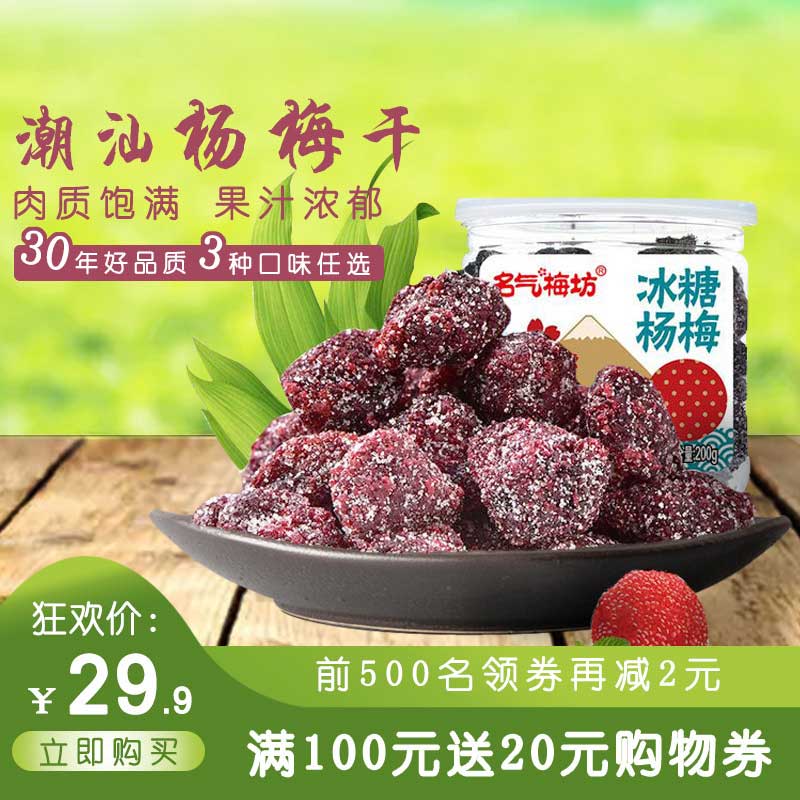 潮汕杨梅干
肉质饱满 果汁浓郁
30年好品质 3种口味任选
名气梅坊®
冰糖
杨梅
量:200g
狂欢价:
¥29.9
立即购买
前500名领券再减2元
满100元送20元购物券